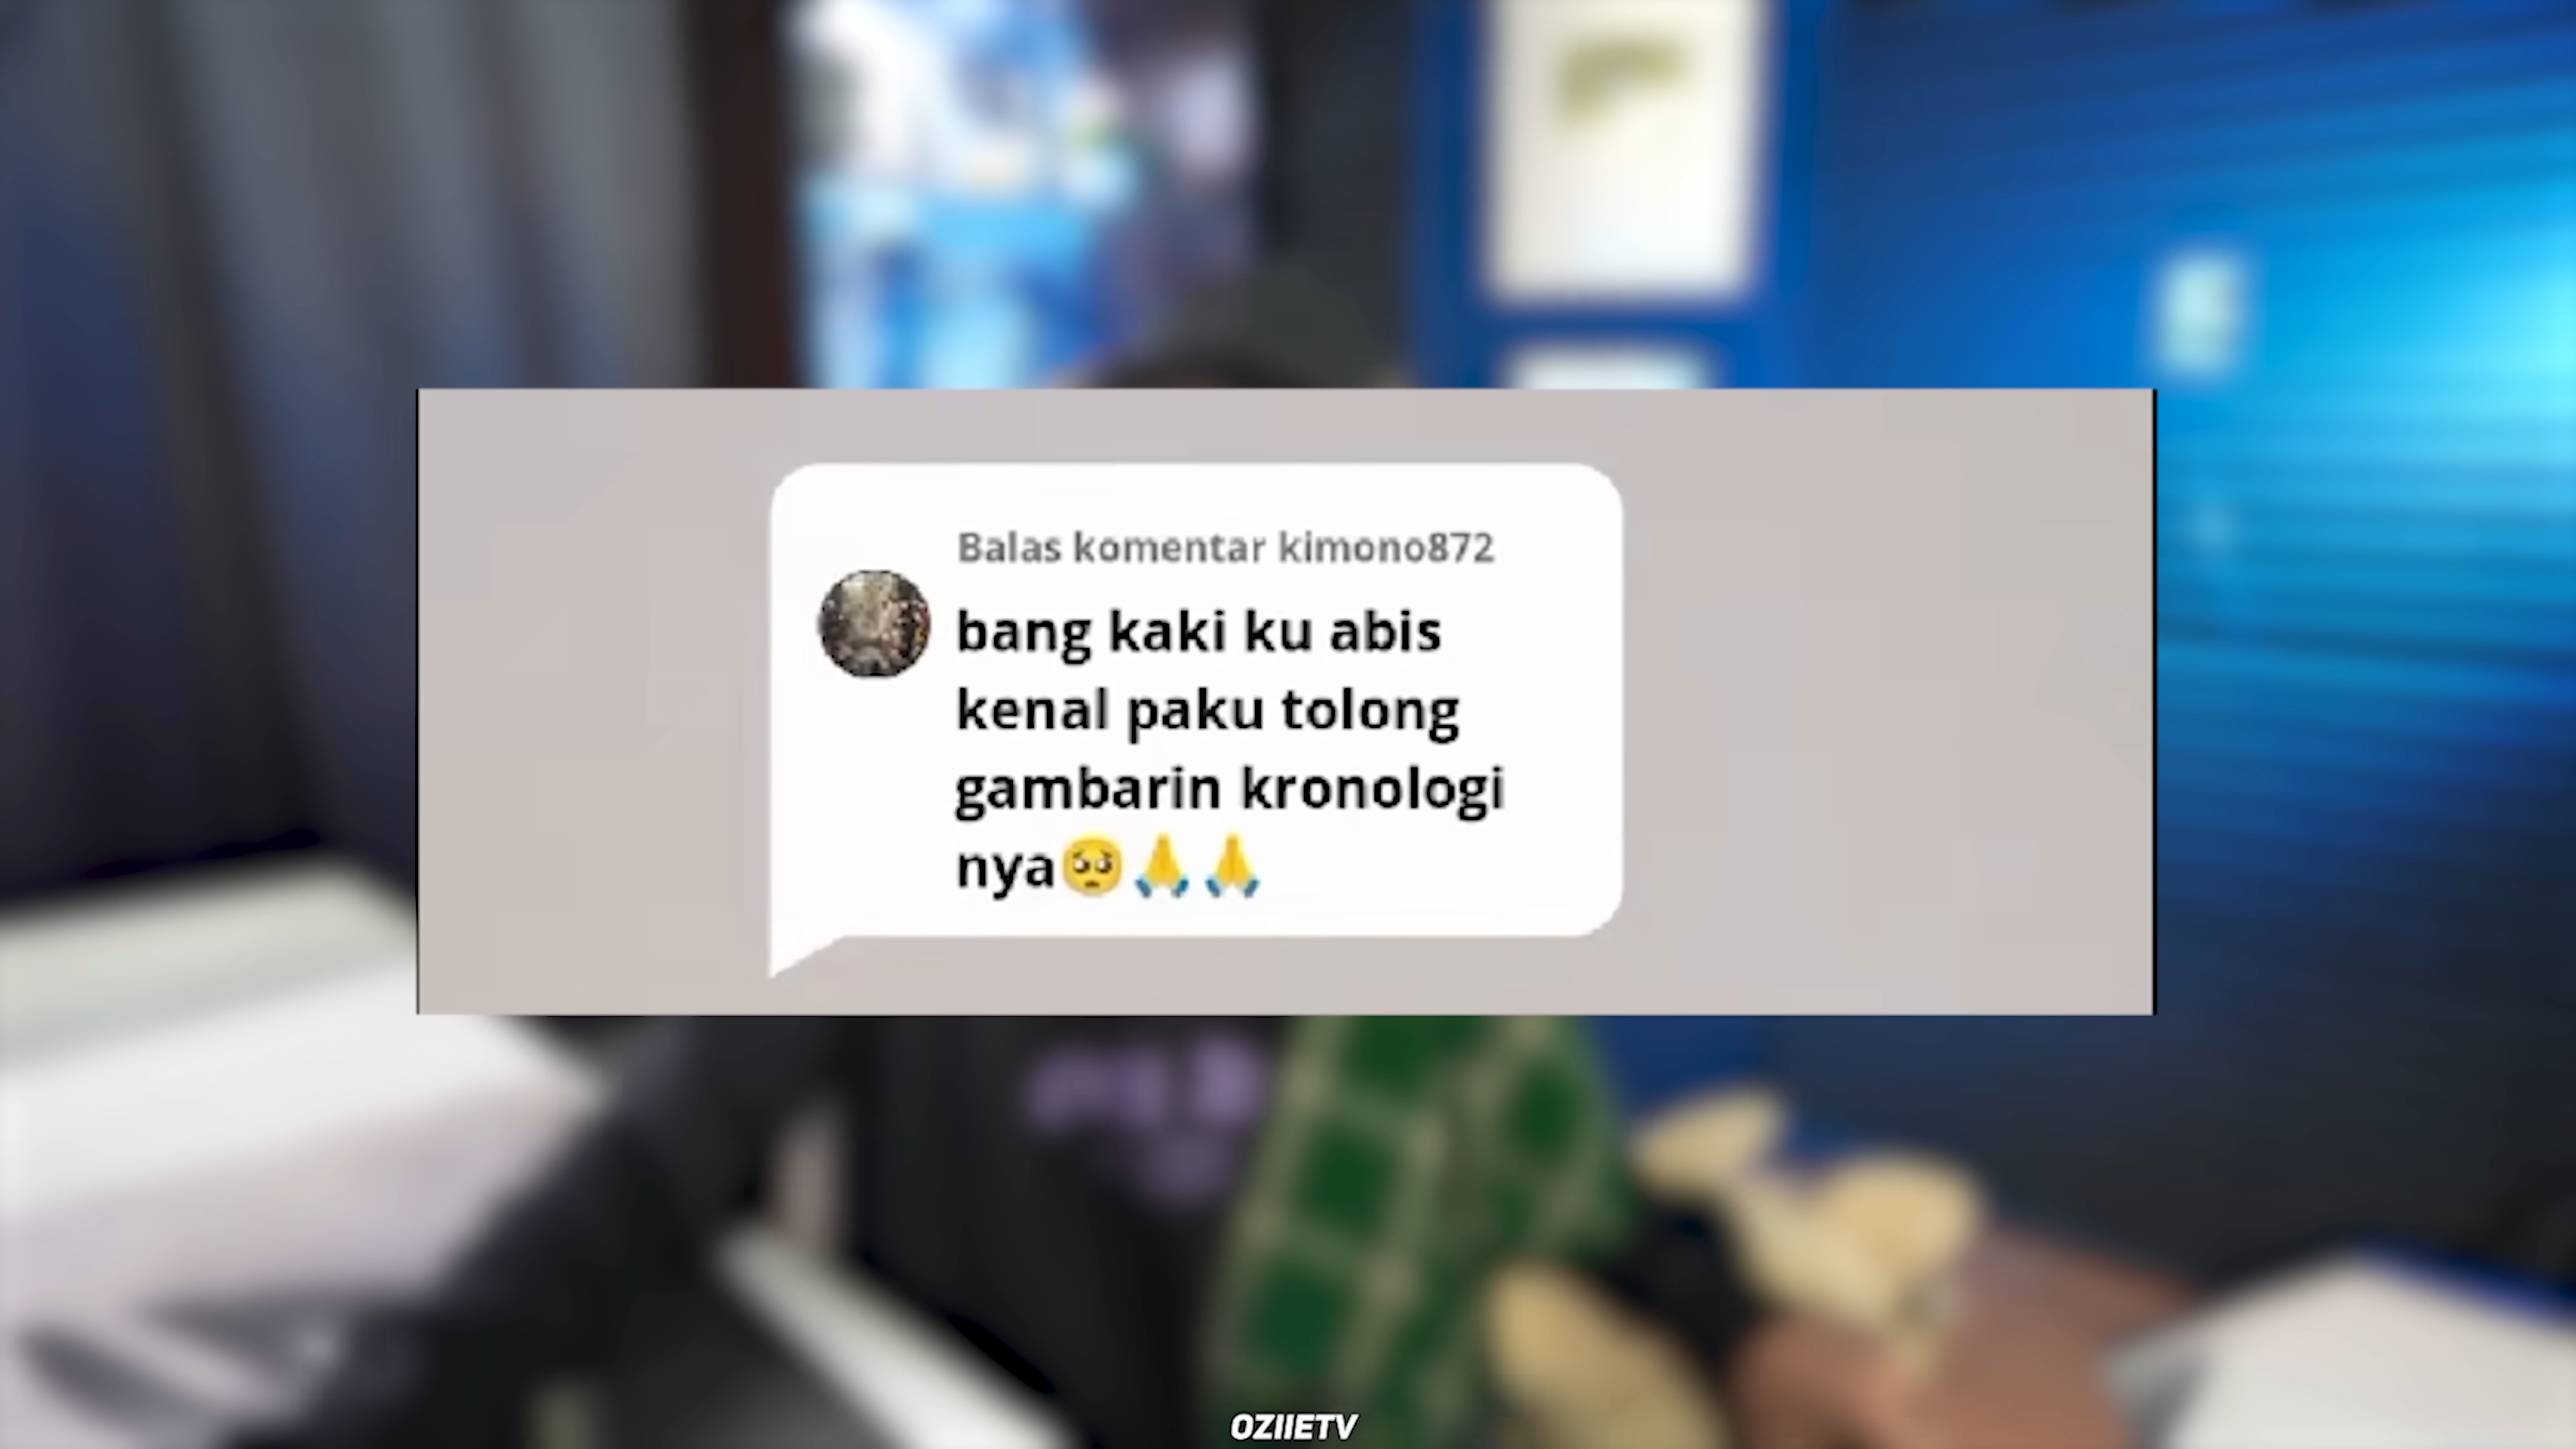 Balas komentar kimono872
bang kaki ku abis
kenal paku tolong
gambarin kronologi
nya🥺🙏🙏
OZIIETV